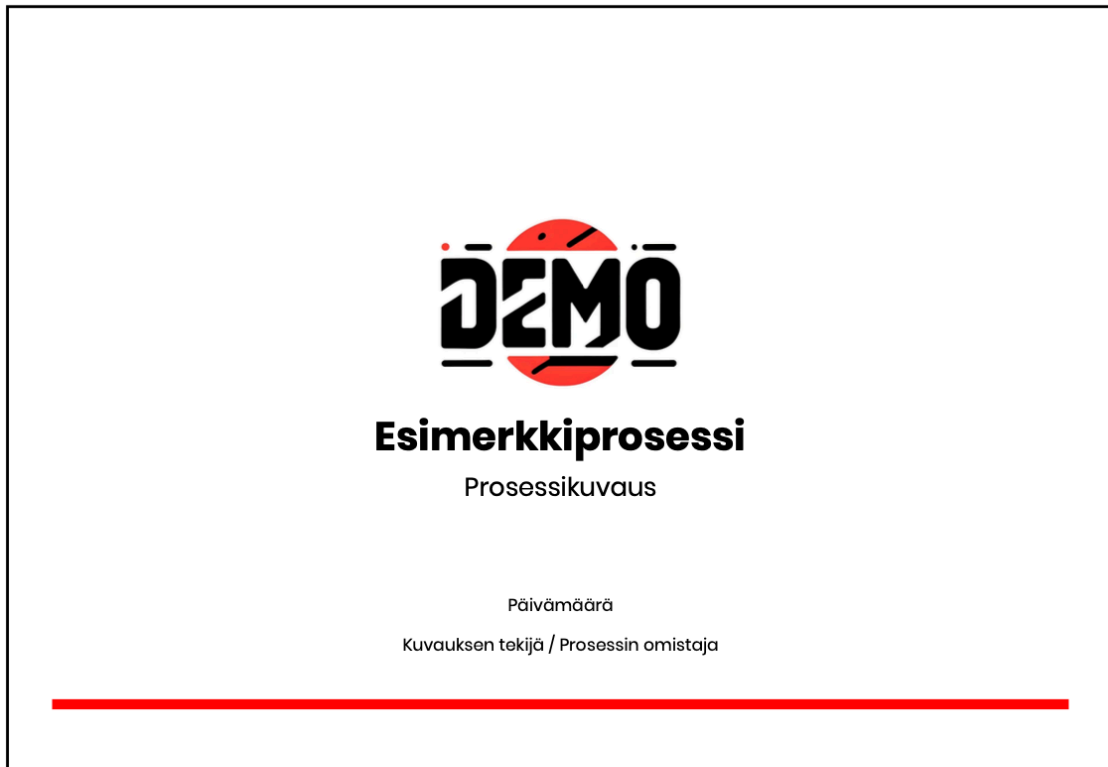 DEMO
Esimerkkiprosessi
Prosessikuvaus
Päivämäärä
Kuvauksen tekijä / Prosessin omistaja